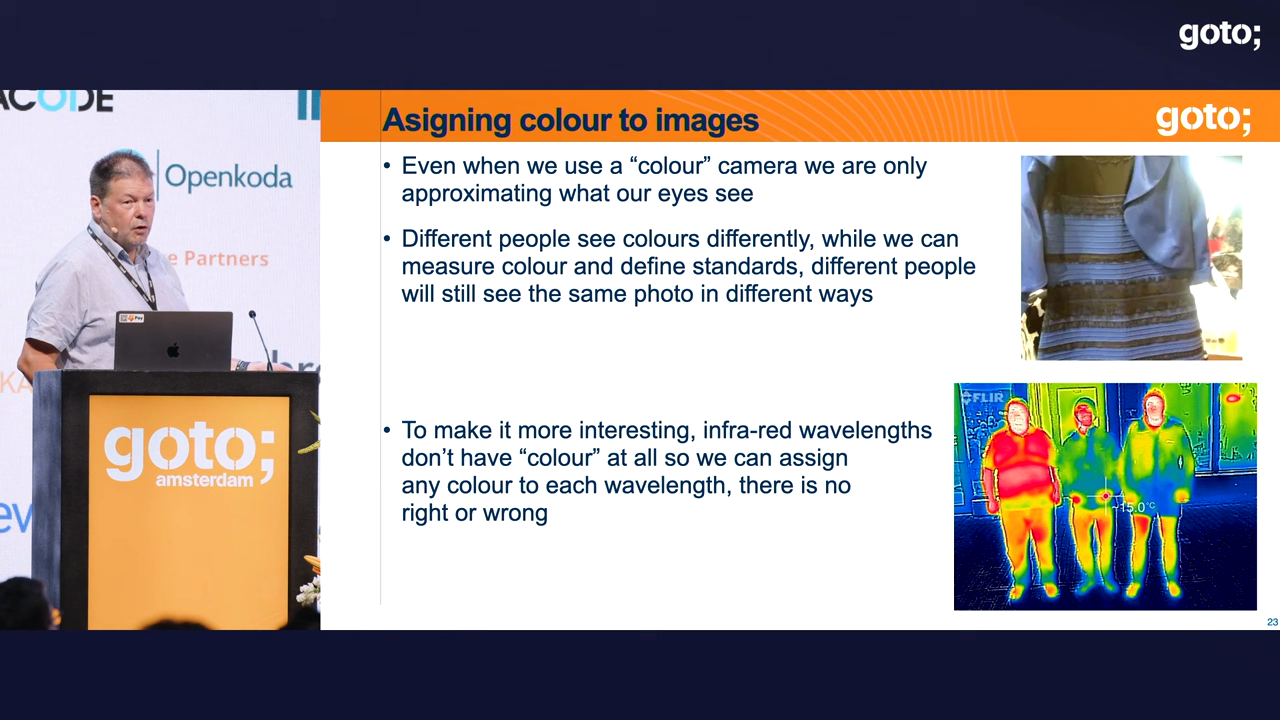 goto;
ACODE
Openkoda
e Partners
goto;
amsterdam
ev
Asigning colour to images
goto;
• Even when we use a “colour” camera we are only
approximating what our eyes see
• Different people see colours differently, while we can
measure colour and define standards, different people
will still see the same photo in different ways
• To make it more interesting, infra-red wavelengths
don’t have “colour” at all so we can assign
any colour to each wavelength, there is no
right or wrong
FLIR
~15.0°C
23